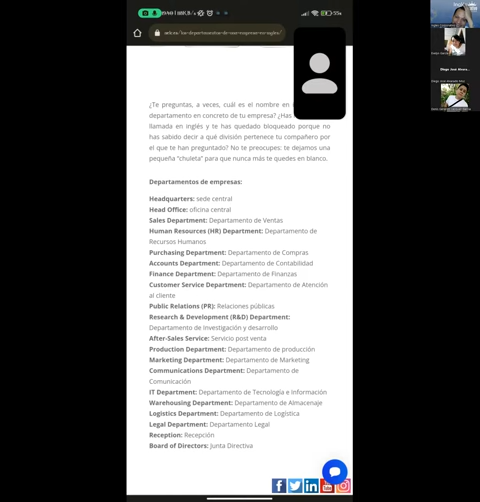 ¿Te preguntas, a veces, cuál es el nombre en
departamento en concreto de tu empresa? ¿Has
llamada en inglés y te has quedado bloqueado porque no
has sabido decir a qué división pertenece tu compañero por
el que te han preguntado? No te preocupes: te dejamos una
pequeña “chuleta” para que nunca más te quedes en blanco.
Departamentos de empresas:
Headquarters: sede central
Head Office: oficina central
Sales Department: Departamento de Ventas
Human Resources (HR) Department: Departamento de
Recursos Humanos
Purchasing Department: Departamento de Compras
Accounts Department: Departamento de Contabilidad
Finance Department: Departamento de Finanzas
Customer Service Department: Departamento de Atención
al cliente
Public Relations (PR): Relaciones públicas
Research & Development (R&D) Department:
Departamento de Investigación y desarrollo
After-Sales Service: Servicio post venta
Production Department: Departamento de producción
Marketing Department: Departamento de Marketing
Communications Department: Departamento de
Comunicación
IT Department: Departamento de Tecnología e Información
Warehousing Department: Departamento de Almacenaje
Logistics Department: Departamento de Logística
Legal Department: Departamento Legal
Reception: Recepción
Board of Directors: Junta Directiva